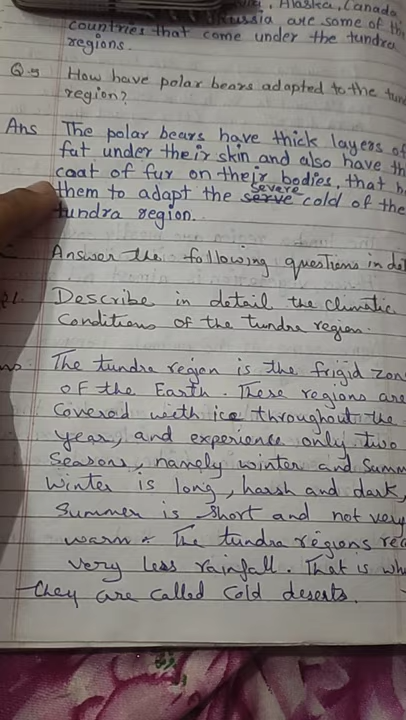 , Alaska, Canada
Russia are some of th
countries that come under the tundra
regions.
Q.5 How have polar bears adapted to the tun
region?
Ans The polar bears have thick layers of
fat under their skin and also have th
coat of fur on their bodies, that h
severe
them to adapt the serve cold of the
tundra region.
Answer the following questions in det
Q1. Describe in detail the climatic
Conditions of the tundra region.
Ans The tundra region is the frigid zon
of the Earth. These regions are
Covered with ice throughout the
year, and experience only two
Seasons, namely winter and Summ
Winter is long, harsh and dark,
Summer is short and not very
warm. The tundra regions rec
very less rainfall. That is wh
they are called Cold deserts.